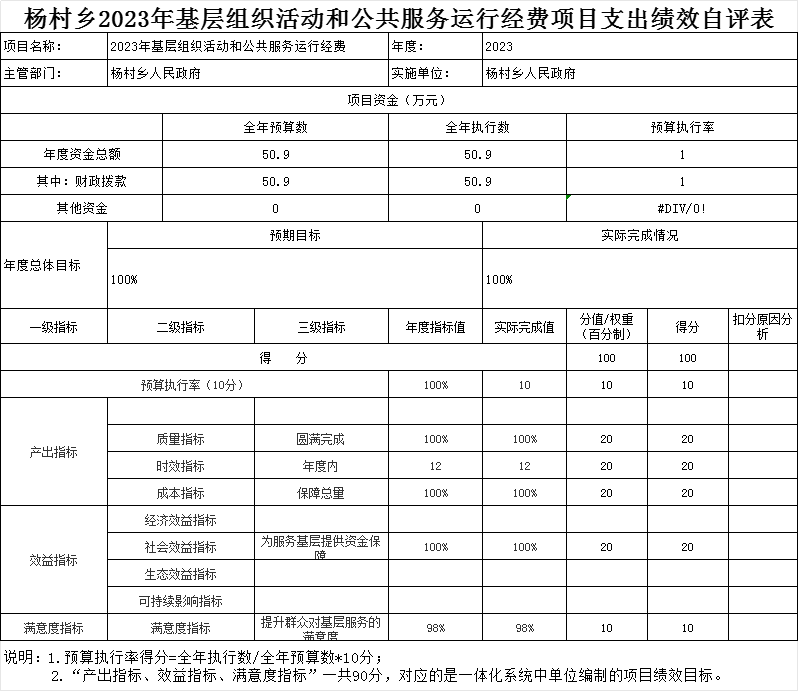 杨村乡2023年基层组织活动和公共服务运行经费项目支出绩效自评表
项目名称： 2023年基层组织活动和公共服务运行经费 年度： 2023
主管部门： 杨村乡人民政府 实施单位： 杨村乡人民政府
项目资金（万元）
全年预算数 全年执行数 预算执行率
年度资金总额 50.9 50.9 1
其中：财政拨款 50.9 50.9 1
其他资金 0 0 #DIV/0!
年度总体目标 预期目标 实际完成情况
100% 100%
一级指标 二级指标 三级指标 年度指标值 实际完成值 分值/权重（百分制） 得分 扣分原因分析
得 分 100 100
预算执行率（10分） 100% 10 10 10
产出指标
质量指标 圆满完成 100% 100% 20 20
时效指标 年度内 12 12 20 20
成本指标 保障总量 100% 100% 20 20
效益指标
经济效益指标
社会效益指标 为服务基层提供资金保障 100% 100% 20 20
生态效益指标
可持续影响指标
满意度指标 满意度指标 提升群众对基层服务的满意度 98% 98% 10 10
说明：1.预算执行率得分=全年执行数/全年预算数*10分；
2.“产出指标、效益指标、满意度指标”一共90分，对应的是一体化系统中单位编制的项目绩效目标。